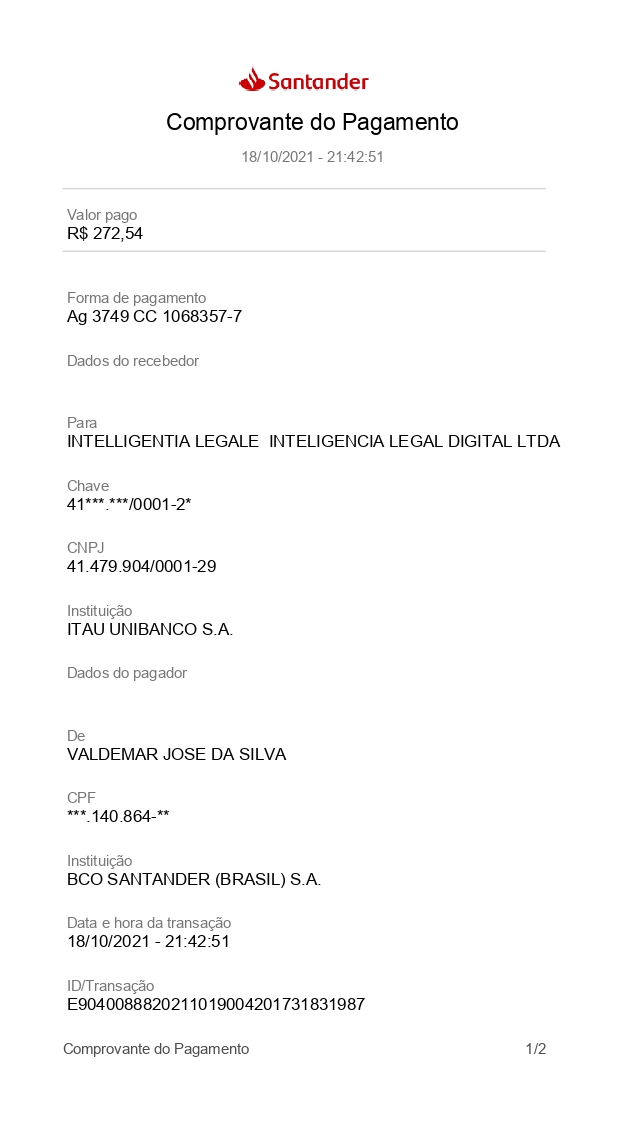 Santander
Comprovante do Pagamento
18/10/2021 - 21:42:51
Valor pago
R$ 272,54
Forma de pagamento
Ag 3749 CC 1068357-7
Dados do recebedor
Para
INTELLIGENTIA LEGALE  INTELIGENCIA LEGAL DIGITAL LTDA
Chave
41***.***/0001-2*
CNPJ
41.479.904/0001-29
Instituição
ITAU UNIBANCO S.A.
Dados do pagador
De
VALDEMAR JOSE DA SILVA
CPF
***.140.864-**
Instituição
BCO SANTANDER (BRASIL) S.A.
Data e hora da transação
18/10/2021 - 21:42:51
ID/Transação
E9040088820211019004201731831987
Comprovante do Pagamento 1/2